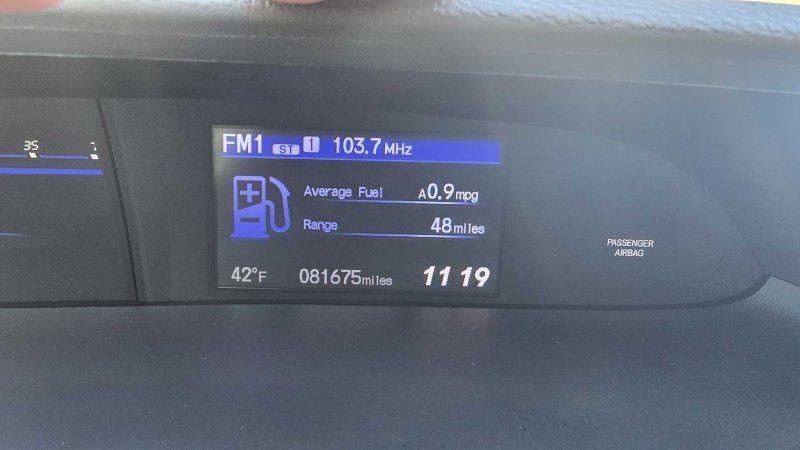 35
FM1 ST 1 103.7 MHz
Average Fuel A0.9 mpg
Range 48 miles
42°F 081675 miles 11 19
PASSENGER
AIRBAG